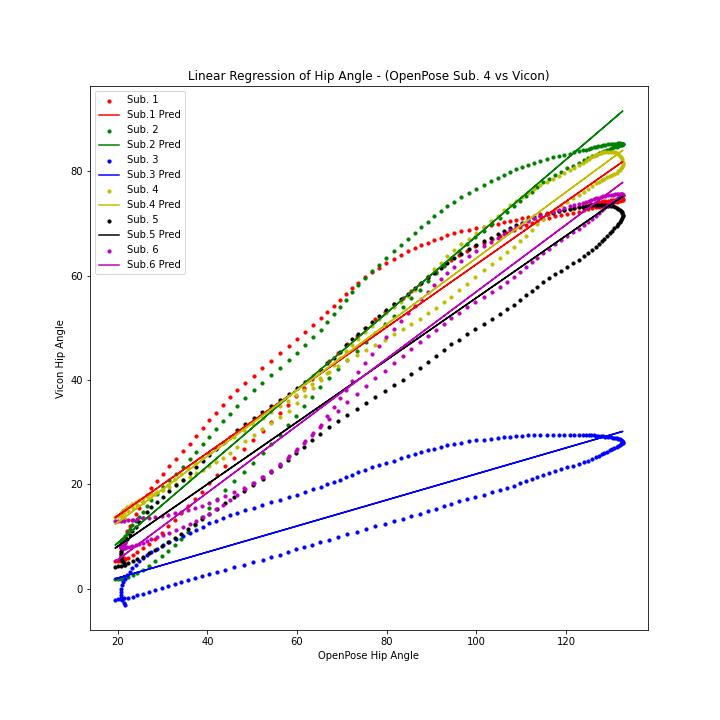 Linear Regression of Hip Angle - (OpenPose Sub. 4 vs Vicon)
Sub. 1
Sub.1 Pred
Sub. 2
Sub.2 Pred
Sub. 3
Sub.3 Pred
Sub. 4
Sub.4 Pred
Sub. 5
Sub.5 Pred
Sub. 6
Sub.6 Pred
80
60
40
20
0
Vicon Hip Angle
20 40 60 80 100 120
OpenPose Hip Angle